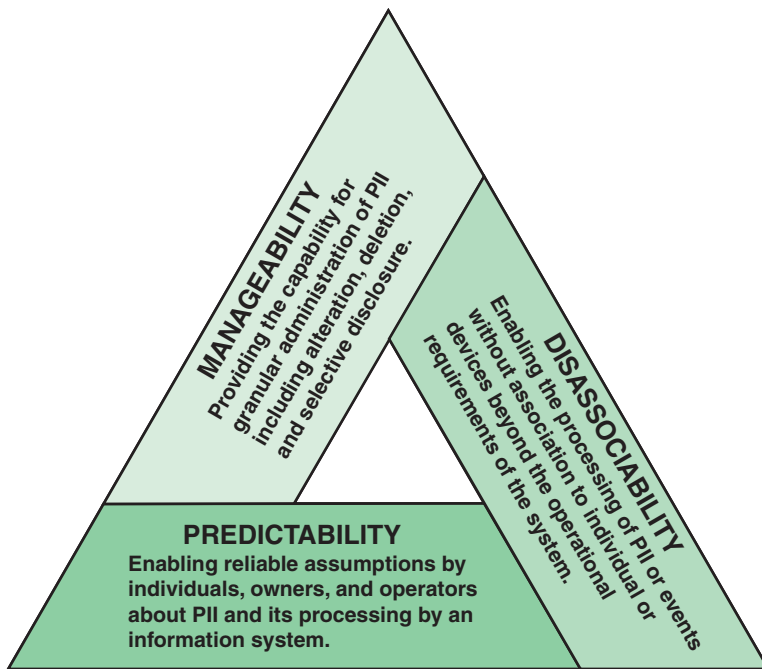 MANAGEABILITY
Providing the capability for
granular administration of PII
including alteration, deletion,
and selective disclosure.
DISASSOCIABILITY
Enabling the processing of PII or events
without association to individual or
devices beyond the operational
requirements of the system.
PREDICTABILITY
Enabling reliable assumptions by
individuals, owners, and operators
about PII and its processing by an
information system.